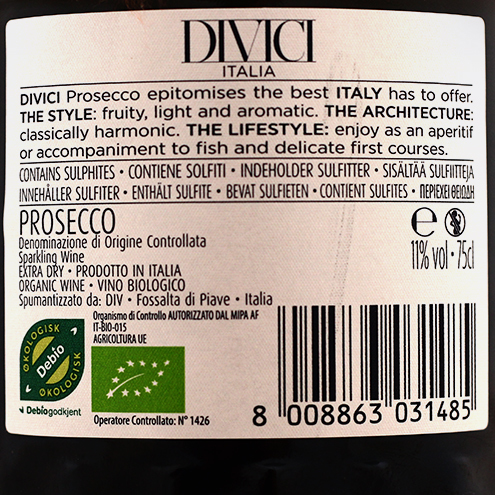 DIVICI
ITALIA
DIVICI Prosecco epitomises the best ITALY has to offer.
THE STYLE: fruity, light and aromatic. THE ARCHITECTURE:
classically harmonic. THE LIFESTYLE: enjoy as an aperitif
or accompaniment to fish and delicate first courses.
CONTAINS SULPHITES • CONTIENE SOLFITI • INDEHOLDER SULFITTER • SISÄLTÄÄ SULFIITTEJA
INNEHÅLLER SULFITER • ENTHÄLT SULFITE • BEVAT SULFIETEN • CONTIENT SULFITES • ΠΕΡΙΕΧΕΙ ΘΕΙΩΔΗ
PROSECCO
Denominazione di Origine Controllata
Sparkling Wine
EXTRA DRY • PRODOTTO IN ITALIA
ORGANIC WINE • VINO BIOLOGICO
Spumantizzato da: DIV • Fossalta di Piave • Italia
e
11% vol • 75cl
Organismo di Controllo AUTORIZZATO DAL MIPA AF
IT-BIO-015
AGRICOLTURA UE
Operatore Controllato: N° 1426
ØKOLOGISK
Debio
ØKOLOGISK
Debiogodkjent
8 008863 031485